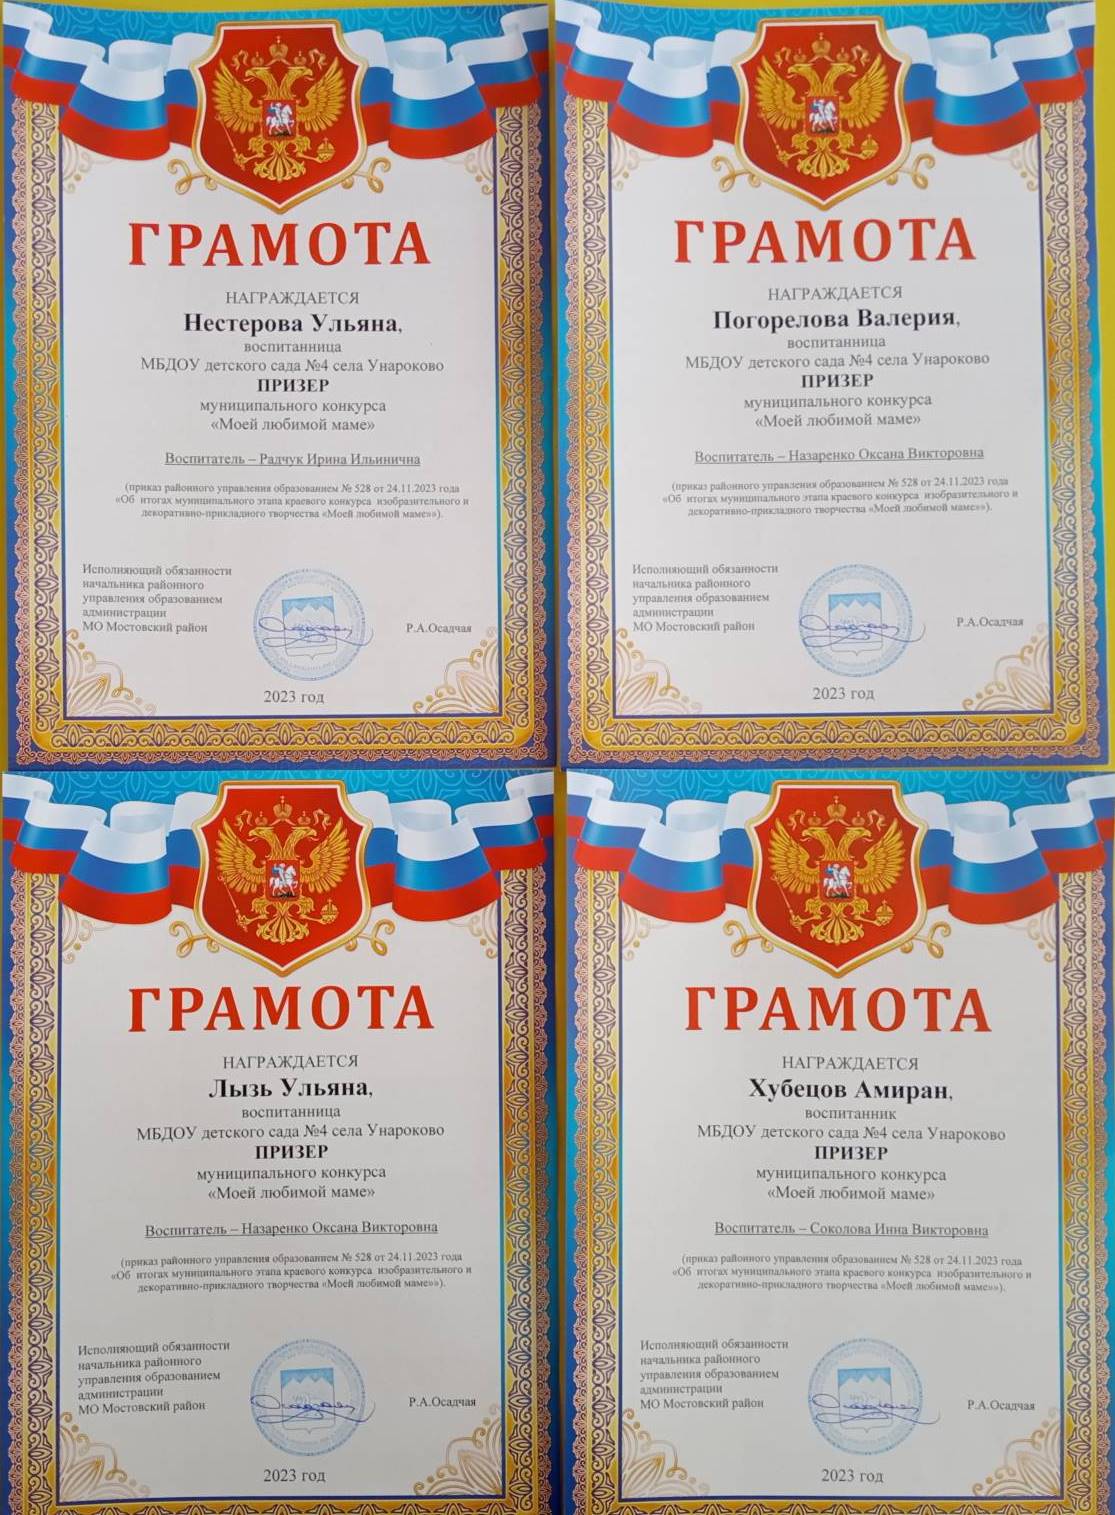 ГРАМОТА
НАГРАЖДАЕТСЯ
Нестерова Ульяна,
воспитанница
МБДОУ детского сада №4 села Унароково
ПРИЗЕР
муниципального конкурса
«Моей любимой маме»
Воспитатель – Радчук Ирина Ильинична
(приказ районного управления образованием № 528 от 24.11.2023 года
«Об итогах муниципального этапа краевого конкурса изобразительного и
декоративно-прикладного творчества «Моей любимой маме»»).
Исполняющий обязанности
начальника районного
управления образованием
администрации
МО Мостовский район
Р.А.Осадчая
2023 год
ГРАМОТА
НАГРАЖДАЕТСЯ
Погорелова Валерия,
воспитанница
МБДОУ детского сада №4 села Унароково
ПРИЗЕР
муниципального конкурса
«Моей любимой маме»
Воспитатель – Назаренко Оксана Викторовна
(приказ районного управления образованием № 528 от 24.11.2023 года
«Об итогах муниципального этапа краевого конкурса изобразительного и
декоративно-прикладного творчества «Моей любимой маме»»).
Исполняющий обязанности
начальника районного
управления образованием
администрации
МО Мостовский район
Р.А.Осадчая
2023 год
ГРАМОТА
НАГРАЖДАЕТСЯ
Лызь Ульяна,
воспитанница
МБДОУ детского сада №4 села Унароково
ПРИЗЕР
муниципального конкурса
«Моей любимой маме»
Воспитатель – Назаренко Оксана Викторовна
(приказ районного управления образованием № 528 от 24.11.2023 года
«Об итогах муниципального этапа краевого конкурса изобразительного и
декоративно-прикладного творчества «Моей любимой маме»»).
Исполняющий обязанности
начальника районного
управления образованием
администрации
МО Мостовский район
Р.А.Осадчая
2023 год
ГРАМОТА
НАГРАЖДАЕТСЯ
Хубецов Амиран,
воспитанник
МБДОУ детского сада №4 села Унароково
ПРИЗЕР
муниципального конкурса
«Моей любимой маме»
Воспитатель – Соколова Инна Викторовна
(приказ районного управления образованием № 528 от 24.11.2023 года
«Об итогах муниципального этапа краевого конкурса изобразительного и
декоративно-прикладного творчества «Моей любимой маме»»).
Исполняющий обязанности
начальника районного
управления образованием
администрации
МО Мостовский район
Р.А.Осадчая
2023 год